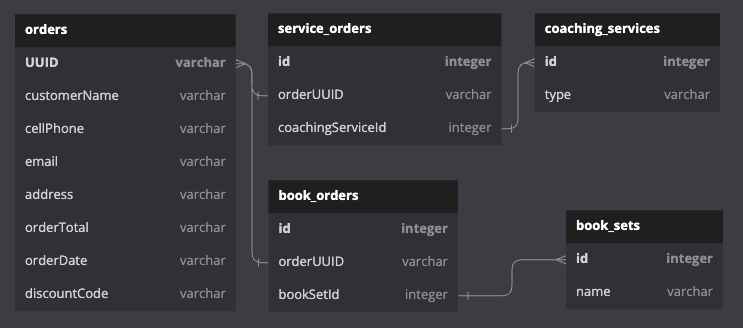 orders
UUID varchar
customerName varchar
cellPhone varchar
email varchar
address varchar
orderTotal varchar
orderDate varchar
discountCode varchar
service_orders
id integer
orderUUID varchar
coachingServiceId integer
coaching_services
id integer
type varchar
book_orders
id integer
orderUUID varchar
bookSetId integer
book_sets
id integer
name varchar